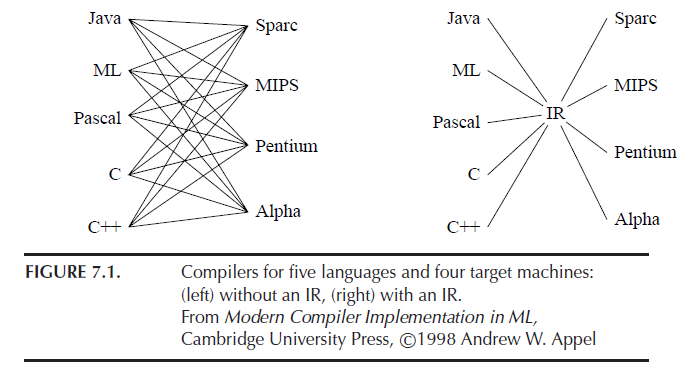 Java
ML
Pascal
C
C++
Sparc
MIPS
Pentium
Alpha
Java
ML
Pascal
C
C++
IR
Sparc
MIPS
Pentium
Alpha
FIGURE 7.1.
Compilers for five languages and four target machines:
(left) without an IR, (right) with an IR.
From Modern Compiler Implementation in ML,
Cambridge University Press, ©1998 Andrew W. Appel